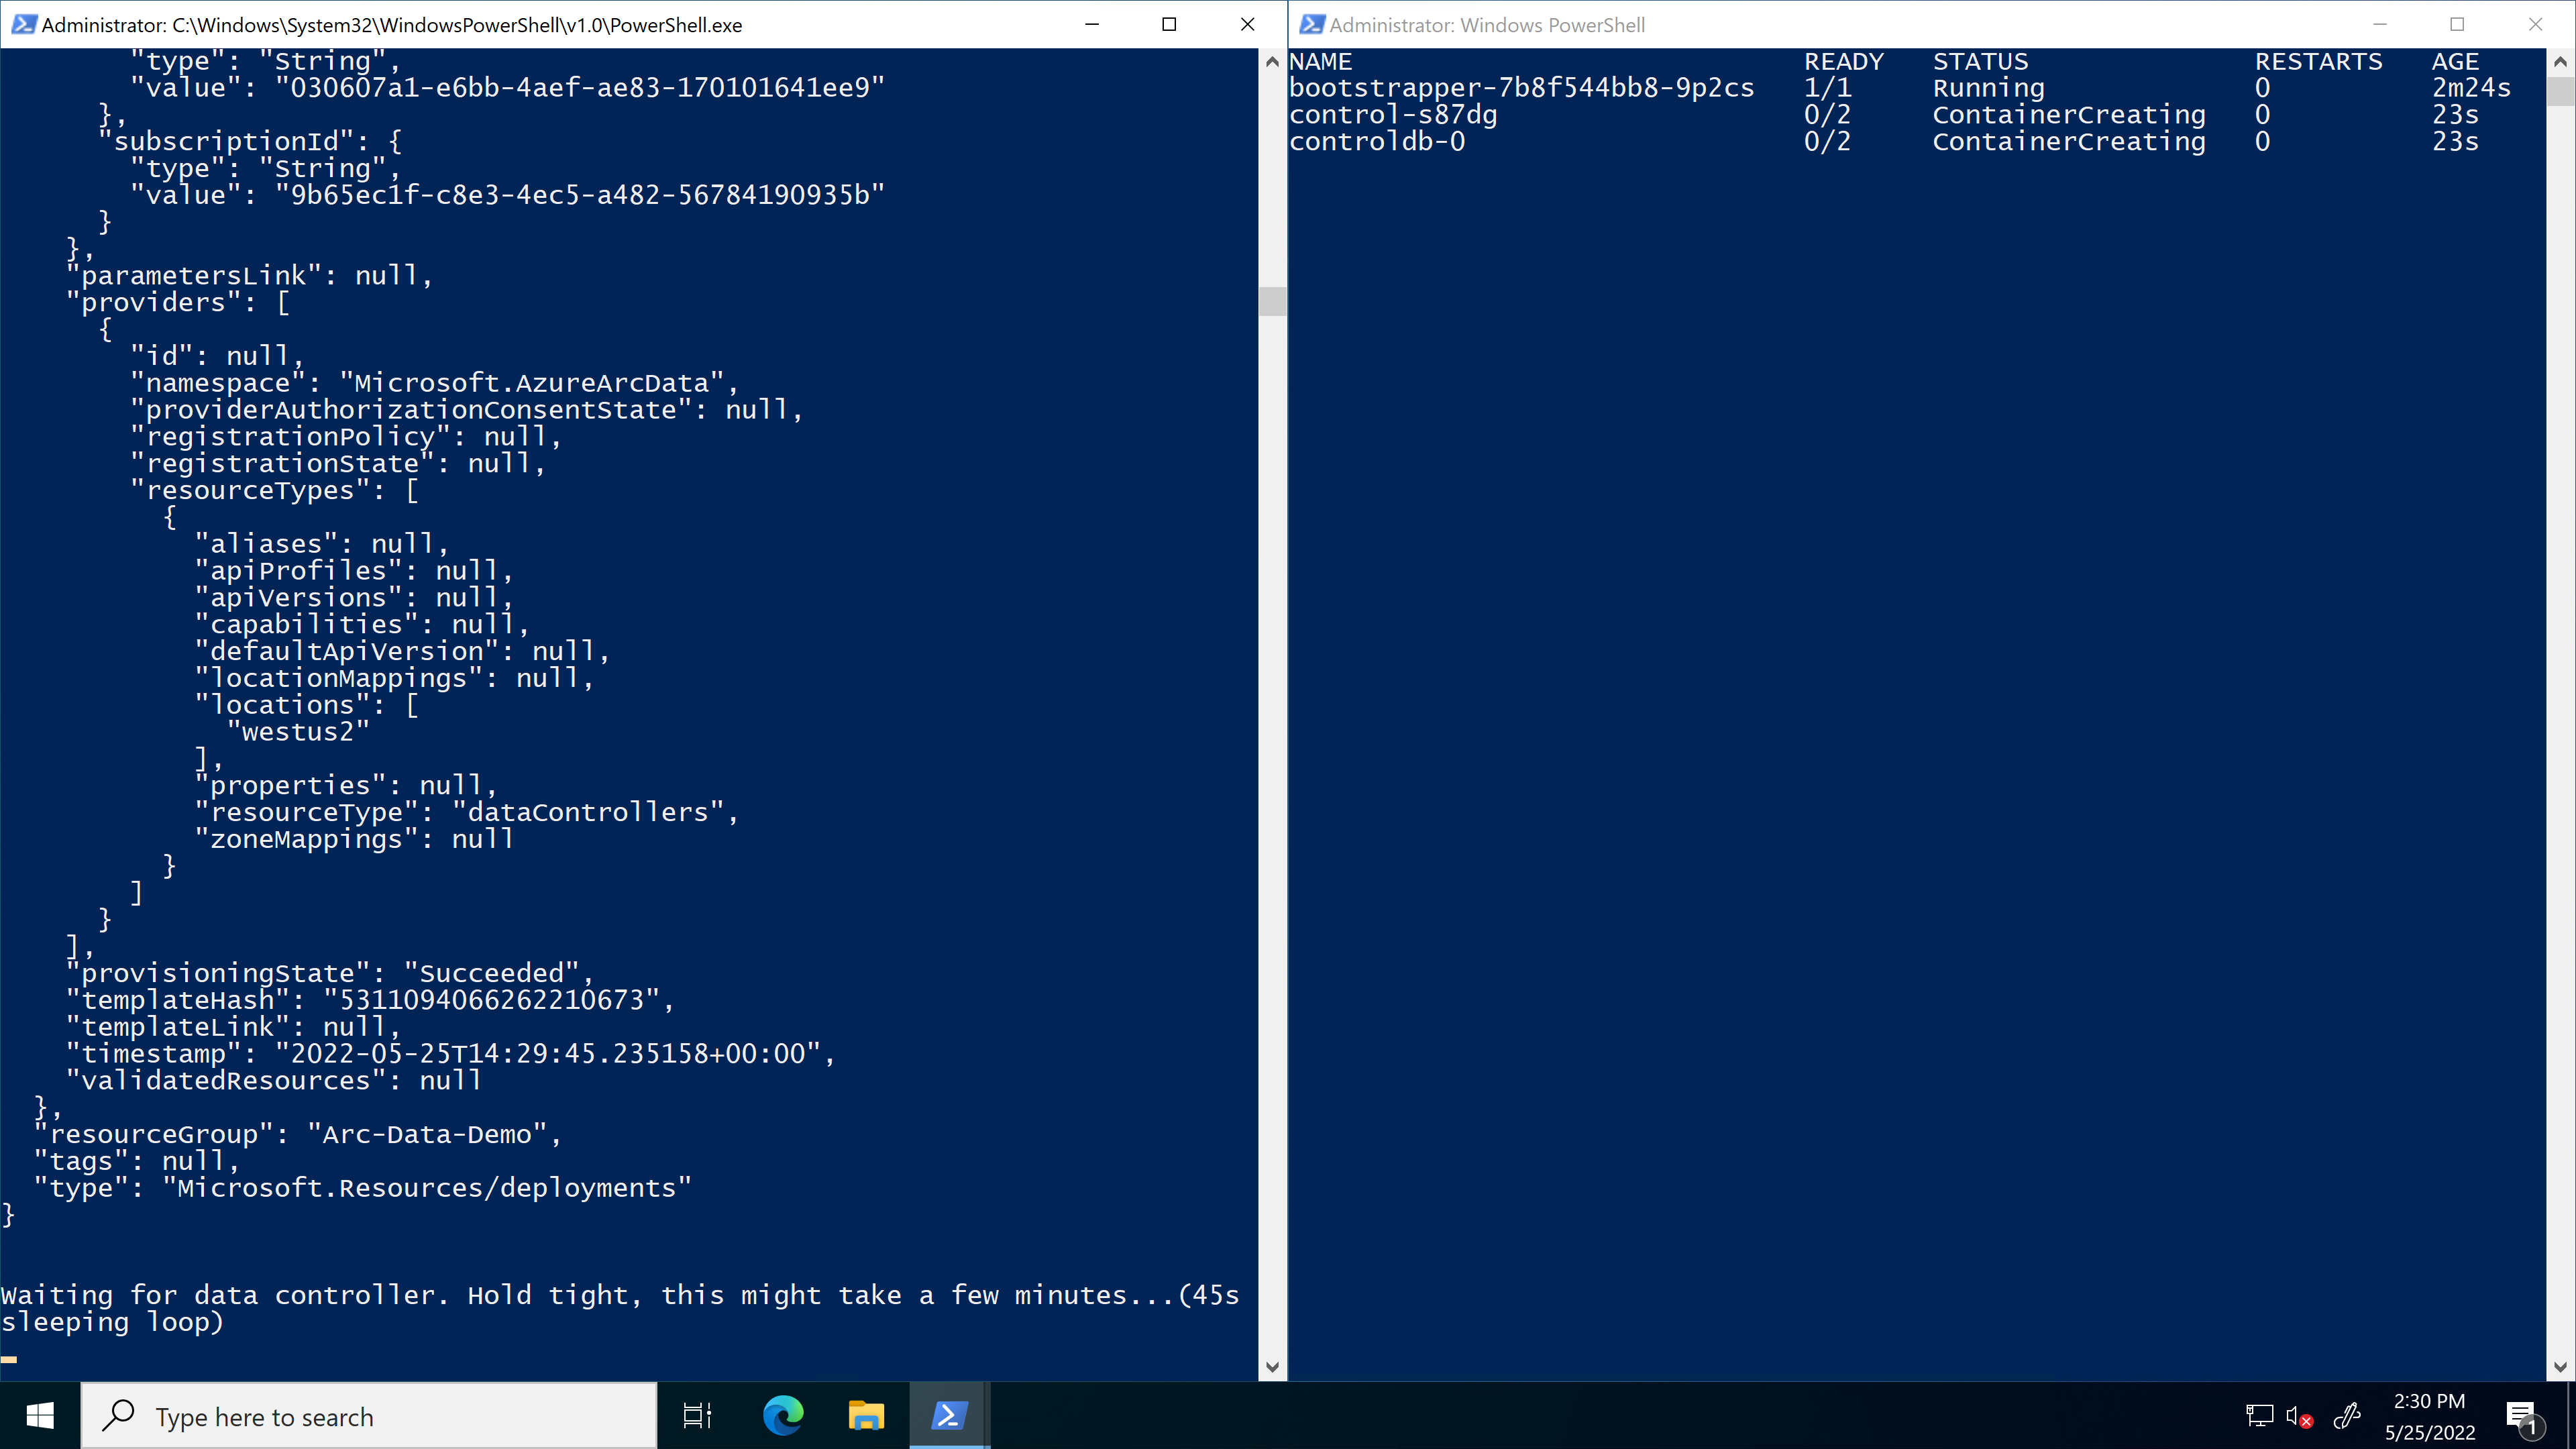 Administrator: C:\Windows\System32\WindowsPowerShell\v1.0\PowerShell.exe
"type": "String",
"value": "030607a1-e6bb-4aef-ae83-170101641ee9"
},
"subscriptionId": {
"type": "String",
"value": "9b65ec1f-c8e3-4ec5-a482-56784190935b"
}
},
"parametersLink": null,
"providers": [
{
"id": null,
"namespace": "Microsoft.AzureArcData",
"providerAuthorizationConsentState": null,
"registrationPolicy": null,
"registrationState": null,
"resourceTypes": [
{
"aliases": null,
"apiProfiles": null,
"apiVersions": null,
"capabilities": null,
"defaultApiVersion": null,
"locationMappings": null,
"locations": [
"westus2"
],
"properties": null,
"resourceType": "dataControllers",
"zoneMappings": null
}
]
}
],
"provisioningState": "Succeeded",
"templateHash": "5311094066262210673",
"templateLink": null,
"timestamp": "2022-05-25T14:29:45.235158+00:00",
"validatedResources": null
},
"resourceGroup": "Arc-Data-Demo",
"tags": null,
"type": "Microsoft.Resources/deployments"
}
Waiting for data controller. Hold tight, this might take a few minutes...(45s
sleeping loop)
Administrator: Windows PowerShell
NAME READY STATUS RESTARTS AGE
bootstrapper-7b8f544bb8-9p2cs 1/1 Running 0 2m24s
control-s87dg 0/2 ContainerCreating 0 23s
controldb-0 0/2 ContainerCreating 0 23s
Type here to search
2:30 PM
5/25/2022
1